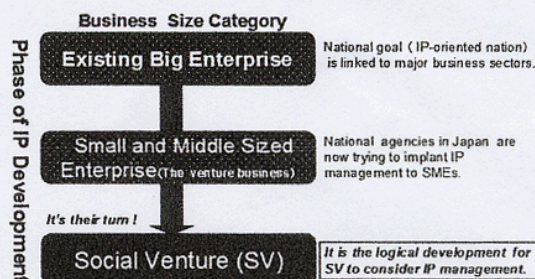 Business Size Category
Phase of IP Development
Existing Big Enterprise
National goal ( IP-oriented nation)
is linked to major business sectors.
Small and Middle Sized
Enterprise(The venture business)
National agencies in Japan are
now trying to implant IP
management to SMEs.
It's their turn !
Social Venture (SV)
It is the logical development for
SV to consider IP management.